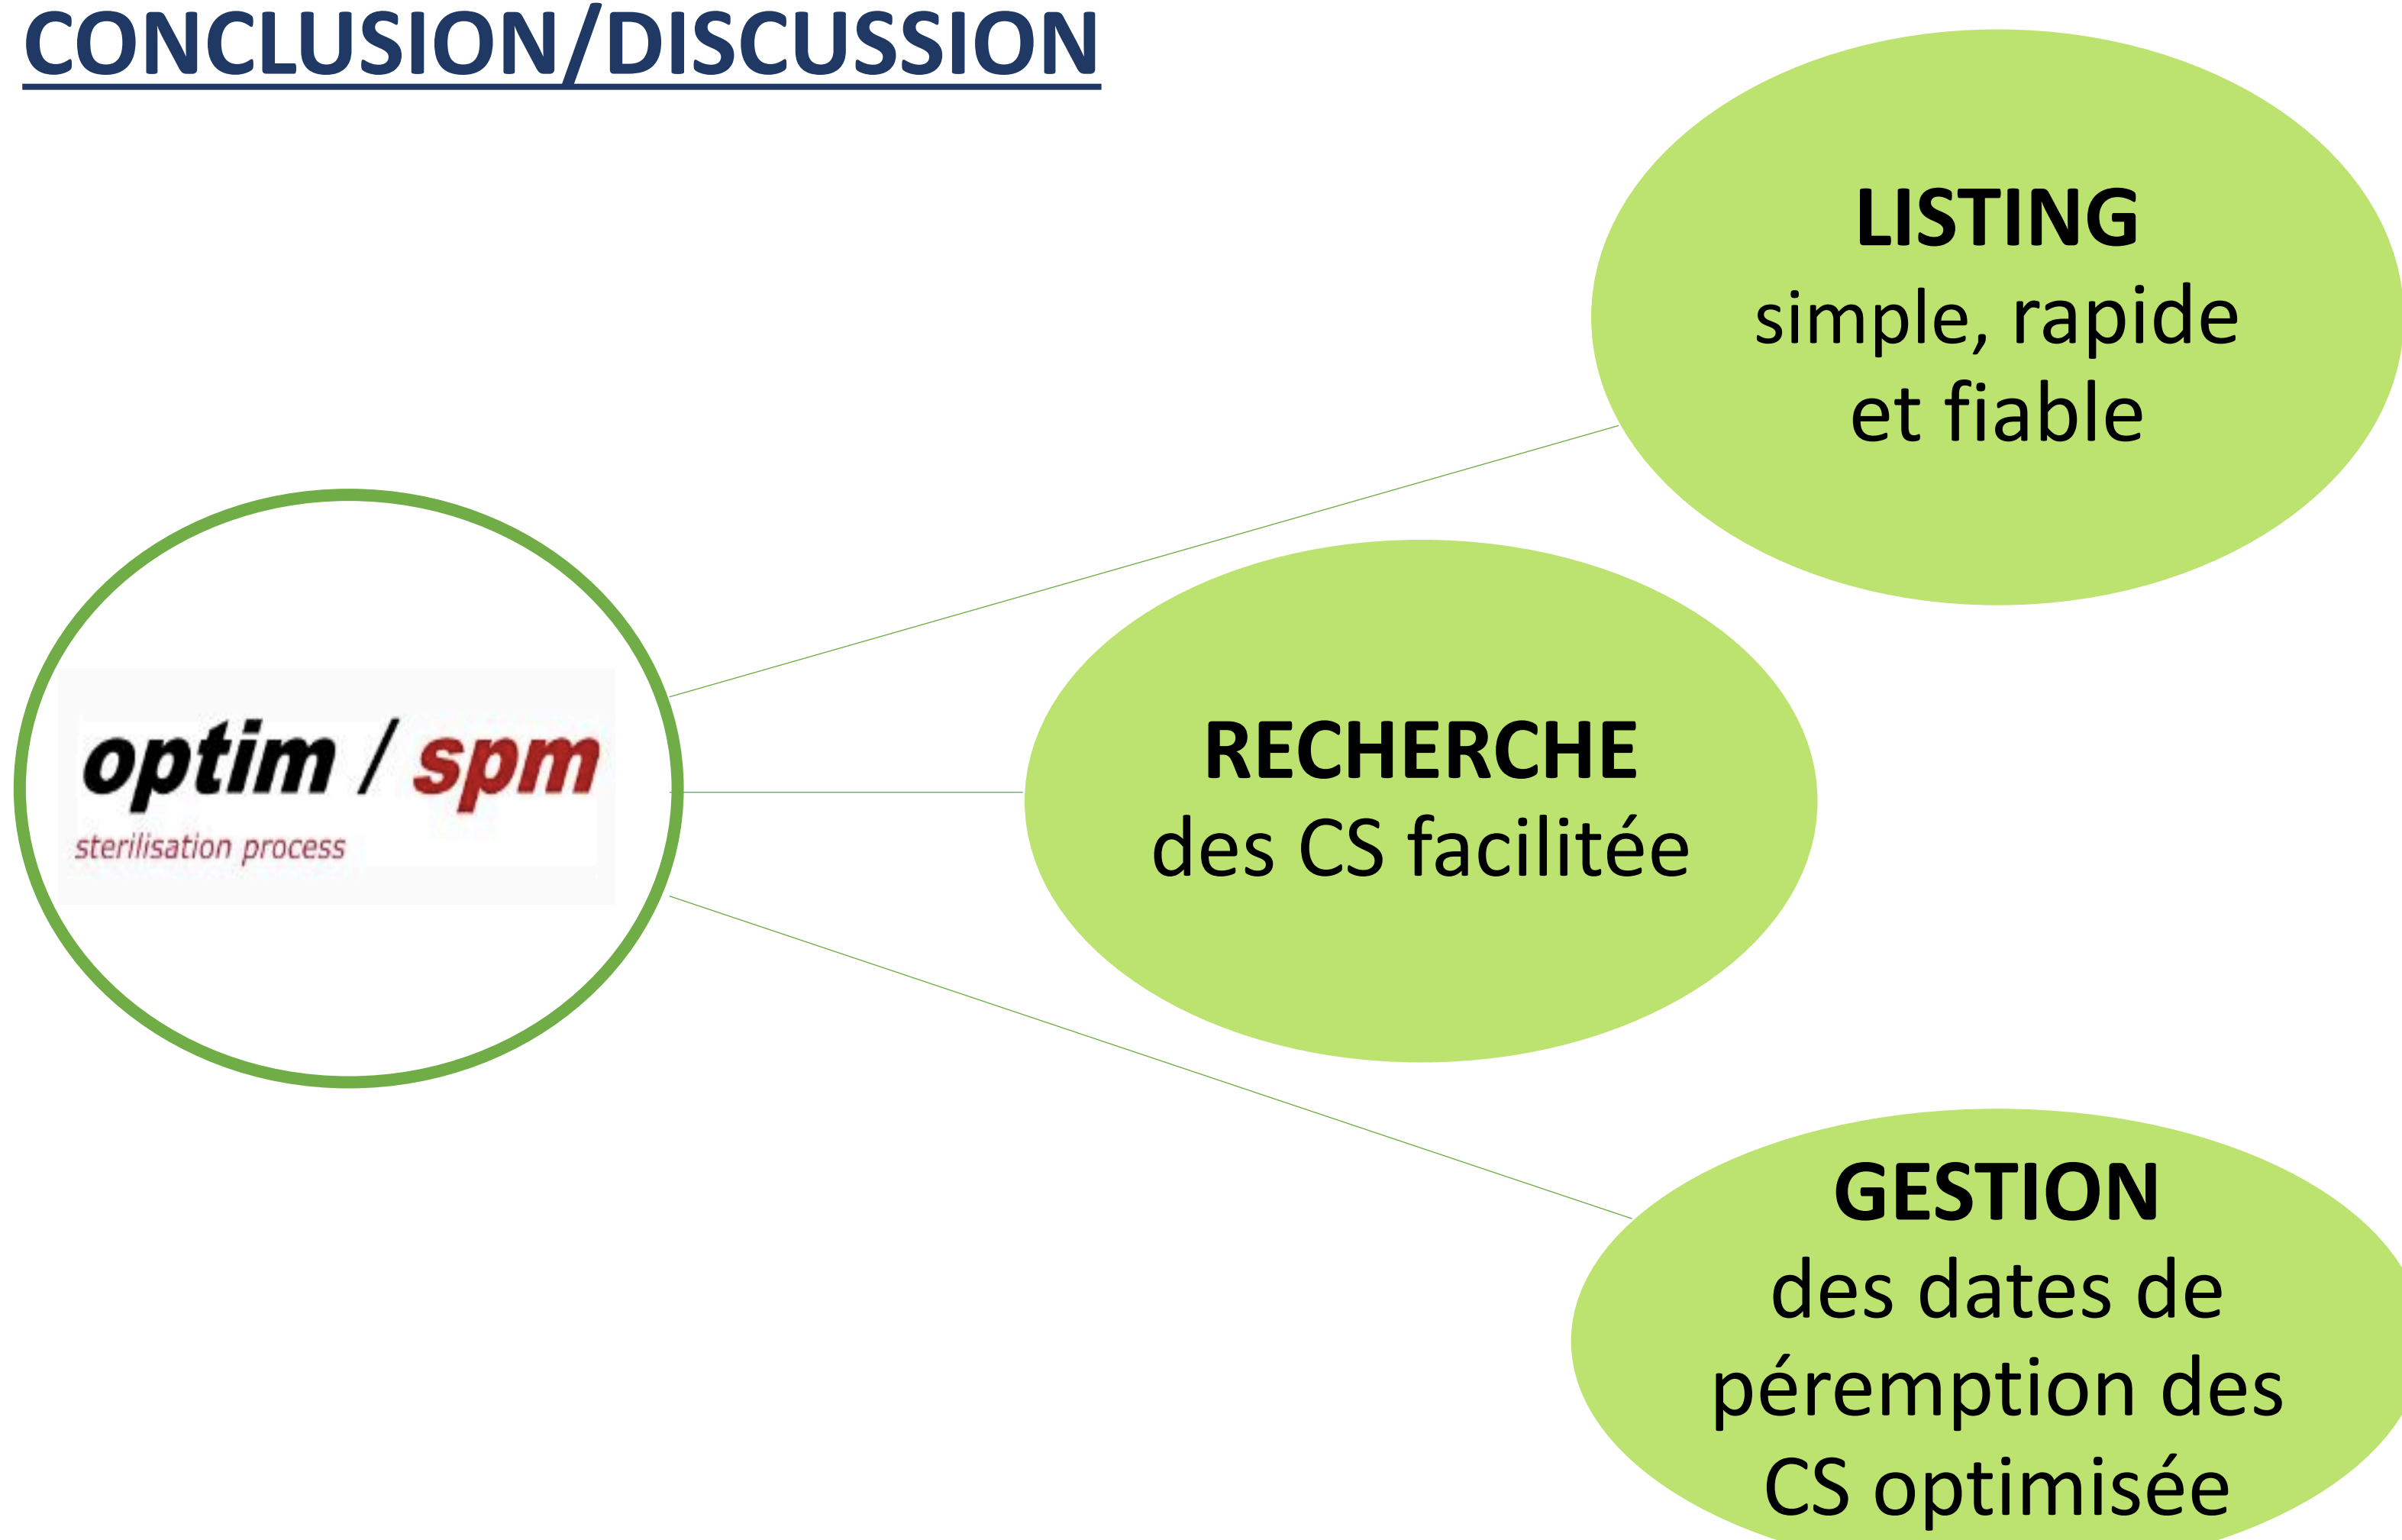 CONCLUSION/DISCUSSION
LISTING
simple, rapide
et fiable
optim / spm
sterilisation process
RECHERCHE
des CS facilitée
GESTION
des dates de
péremption des
CS optimisée